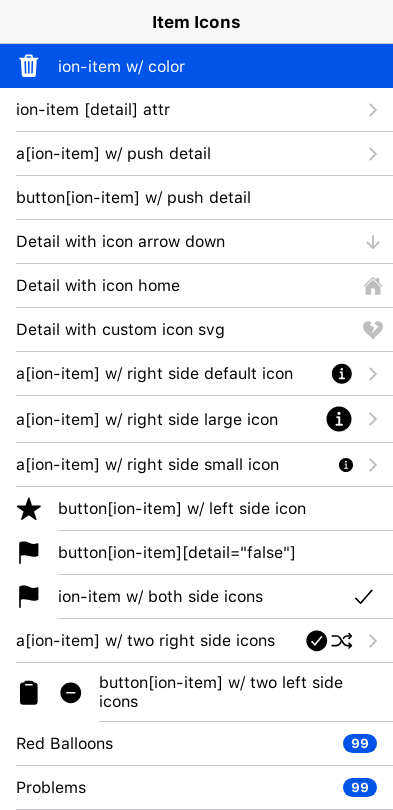 Item Icons
ion-item w/ color
ion-item [detail] attr
a[ion-item] w/ push detail
button[ion-item] w/ push detail
Detail with icon arrow down
Detail with icon home
Detail with custom icon svg
a[ion-item] w/ right side default icon
a[ion-item] w/ right side large icon
a[ion-item] w/ right side small icon
button[ion-item] w/ left side icon
button[ion-item][detail="false"]
ion-item w/ both side icons
a[ion-item] w/ two right side icons
button[ion-item] w/ two left side
icons
Red Balloons 99
Problems 99